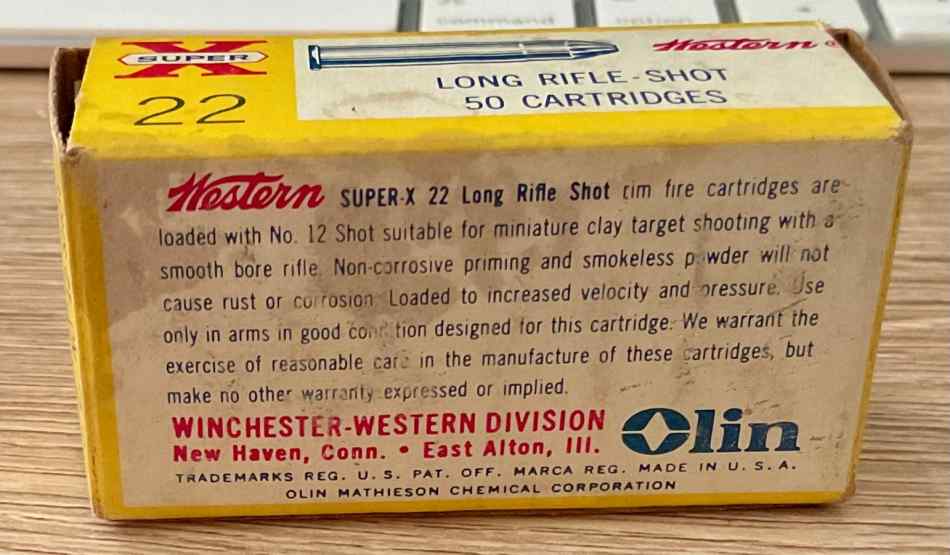 command
option
SUPER X
22
Western ®
LONG RIFLE-SHOT
50 CARTRIDGES
Western SUPER-X 22 Long Rifle Shot rim fire cartridges are
loaded with No. 12 Shot suitable for miniature clay target shooting with a
smooth bore rifle. Non-corrosive priming and smokeless powder will not
cause rust or corrosion. Loaded to increased velocity and pressure. Use
only in arms in good condition designed for this cartridge. We warrant the
exercise of reasonable care in the manufacture of these cartridges, but
make no other warranty expressed or implied.
WINCHESTER-WESTERN DIVISION
New Haven, Conn. • East Alton, Ill.
Olin
TRADEMARKS REG. U. S. PAT. OFF. MARCA REG. MADE IN U. S. A.
OLIN MATHIESON CHEMICAL CORPORATION